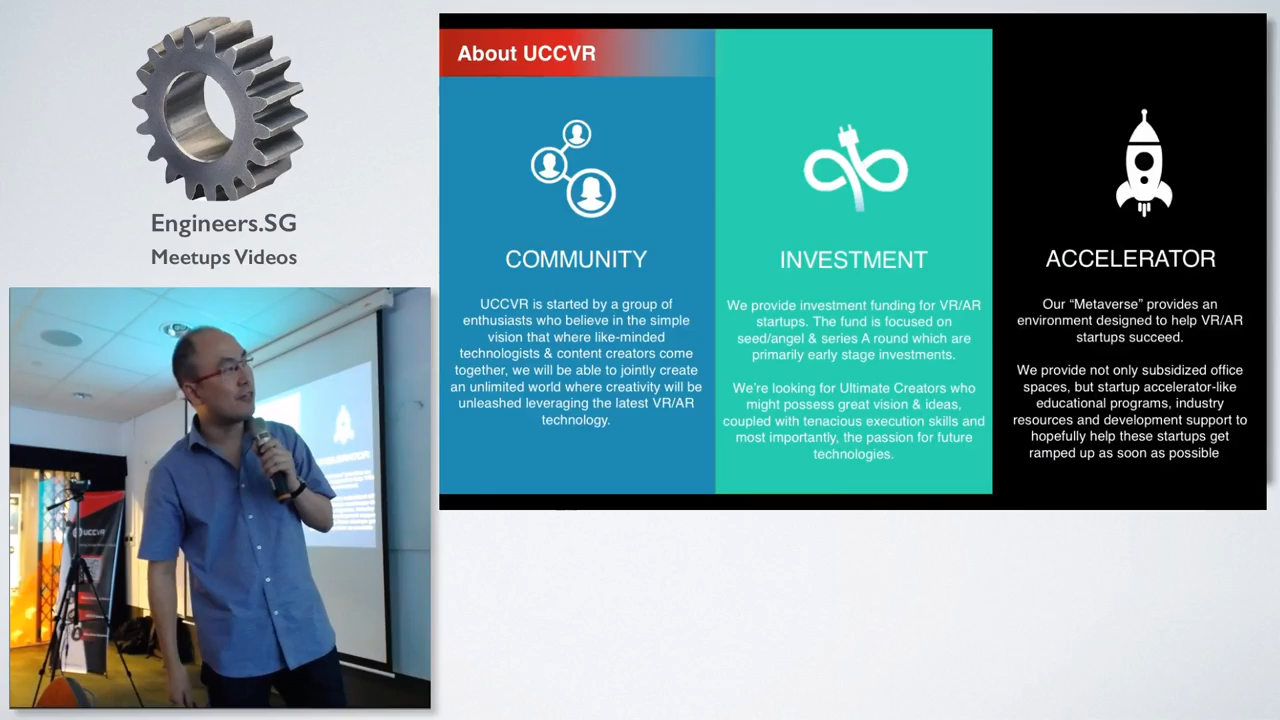 Engineers.SG
Meetups Videos
About UCCVR
COMMUNITY
UCCVR is started by a group of
enthusiasts who believe in the simple
vision that where like-minded
technologists & content creators come
together, we will be able to jointly create
an unlimited world where creativity will be
unleashed leveraging the latest VR/AR
technology.
INVESTMENT
We provide investment funding for VR/AR
startups. The fund is focused on
seed/angel & series A round which are
primarily early stage investments.
We're looking for Ultimate Creators who
might possess great vision & ideas,
coupled with tenacious execution skills and
most importantly, the passion for future
technologies.
ACCELERATOR
Our “Metaverse” provides an
environment designed to help VR/AR
startups succeed.
We provide not only subsidized office
spaces, but startup accelerator-like
educational programs, industry
resources and development support to
hopefully help these startups get
ramped up as soon as possible
UCCVR